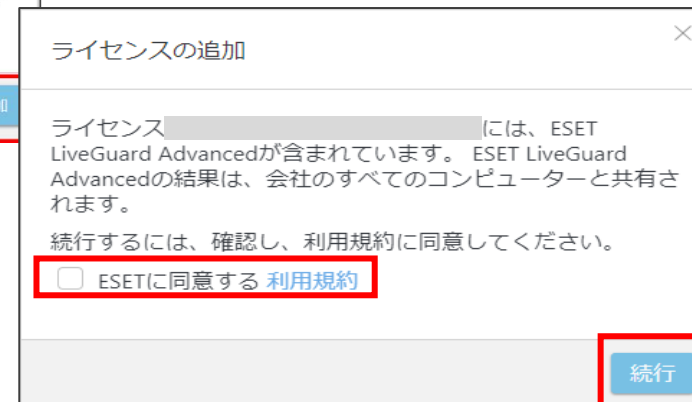 ライセンスの追加
ライセンス には、ESET
LiveGuard Advancedが含まれています。 ESET LiveGuard
Advancedの結果は、会社のすべてのコンピューターと共有さ
れます。
続行するには、確認し、利用規約に同意してください。
ESETに同意する 利用規約
続行